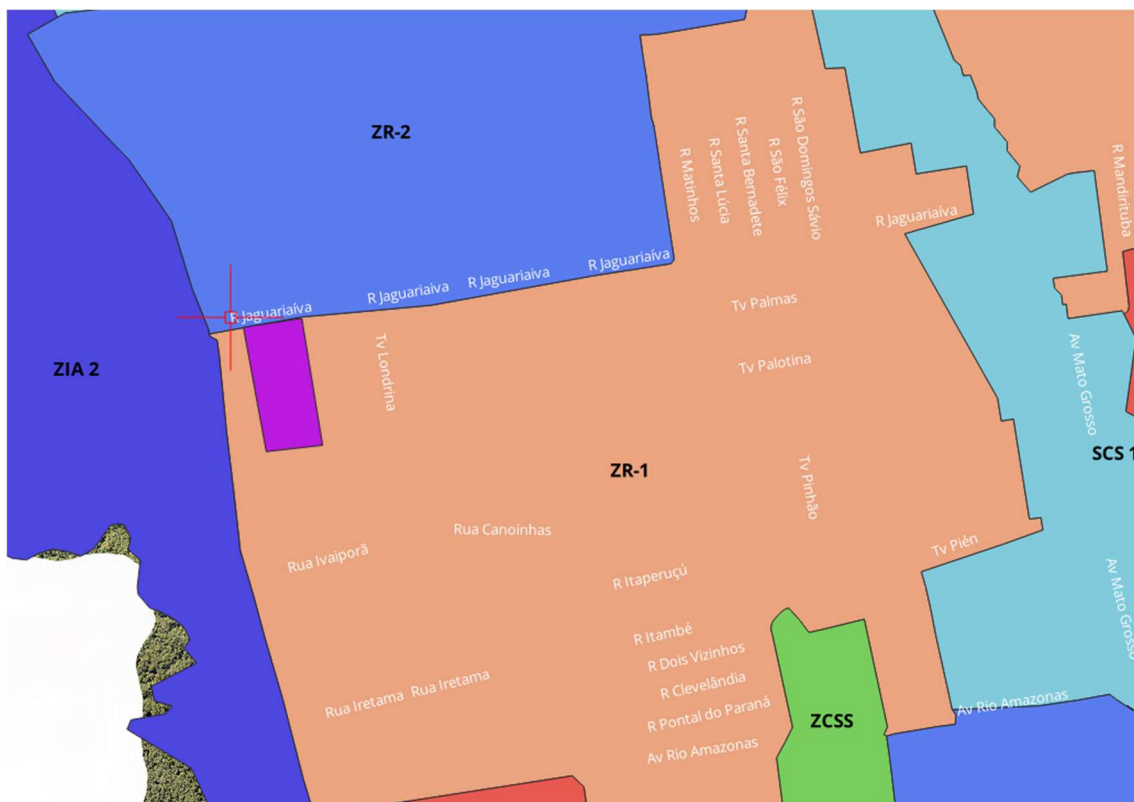 ZR-2
R São Domingos Sávio
R Santa Bernadete
R São Félix
R Santa Lúcia
R Matinhos
R Mandirituba
R Jaguariaíva
R Jaguariaíva
R Jaguariaiva
R Jaguariaiva
R Jaguariaíva
Tv Palmas
Tv Londrina
Tv Palotina
ZIA 2
Av Mato Grosso
SCS 1
ZR-1
Tv Pinhão
Rua Canoinhas
Rua Ivaiporã
Tv Piên
R Itaperuçú
Av Mato Grosso
R Itambé
R Dois Vizinhos
R Clevelândia
Rua Iretama
Rua Iretama
R Pontal do Paraná
Av Rio Amazonas
ZCSS
Av Rio Amazonas